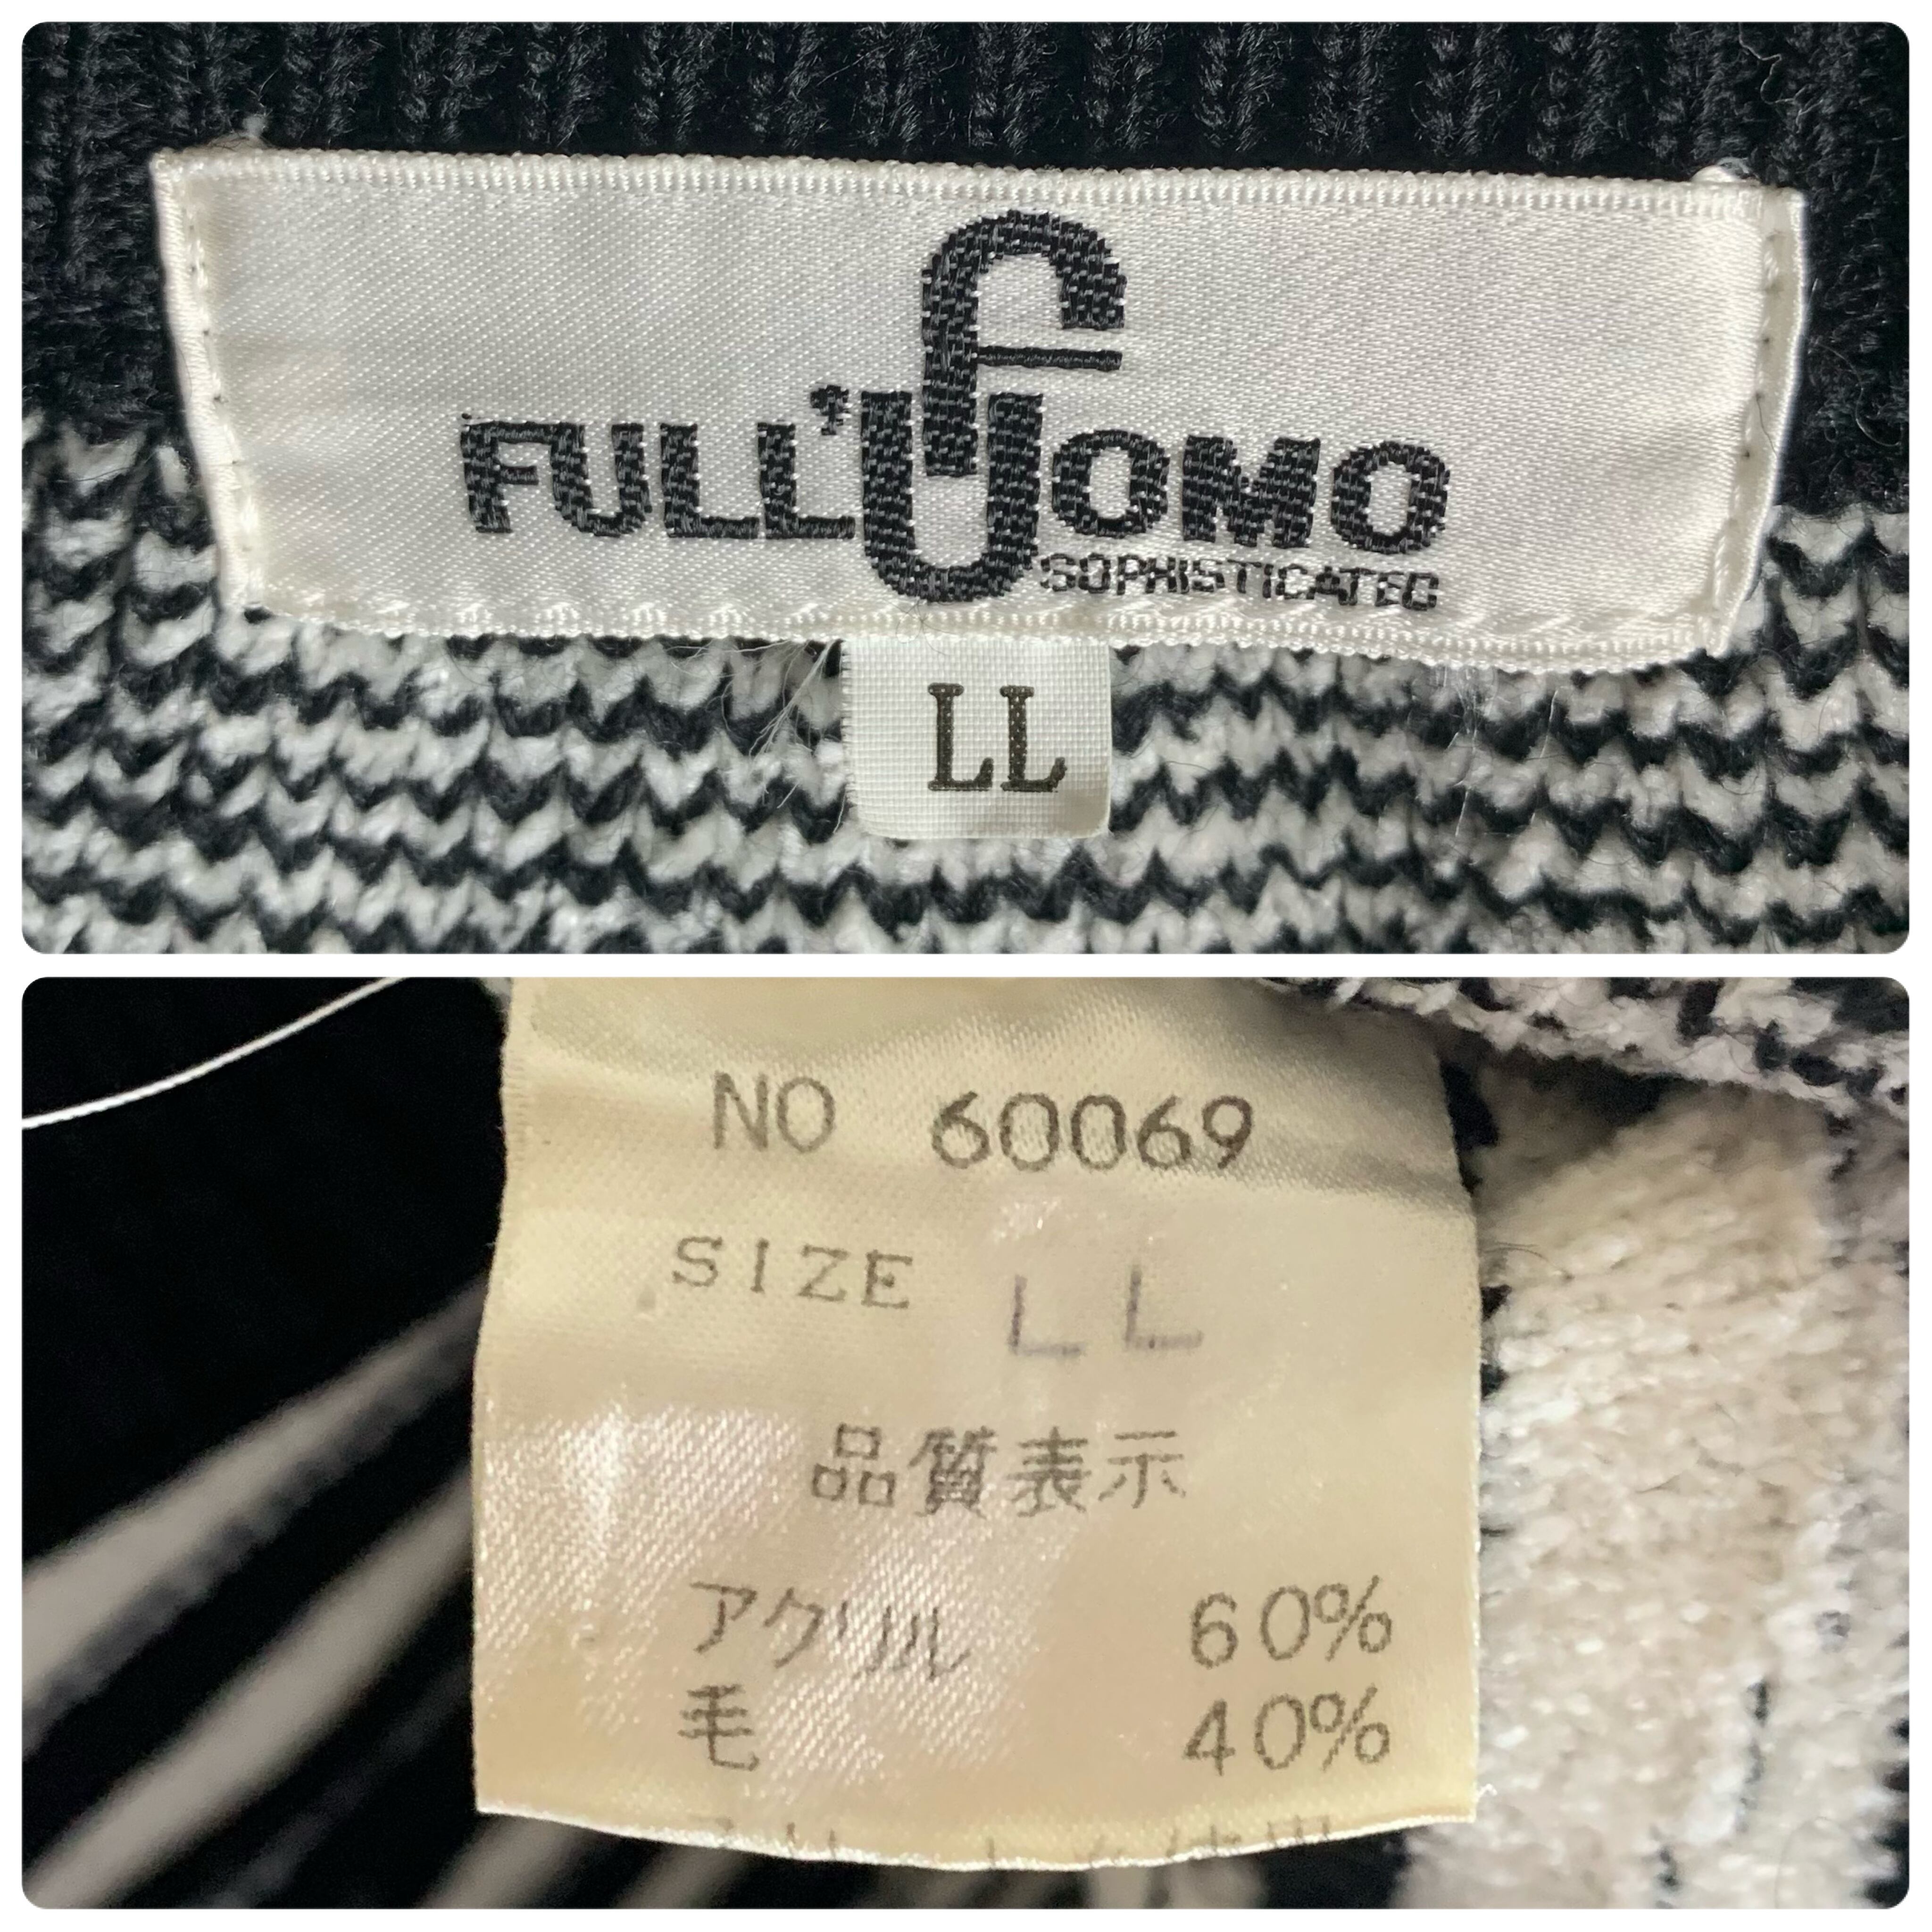 FULL'UOMO
SOPHISTICATED
LL
NO 60069
SIZE LL
品質表示
アクリル 60%
毛 40%